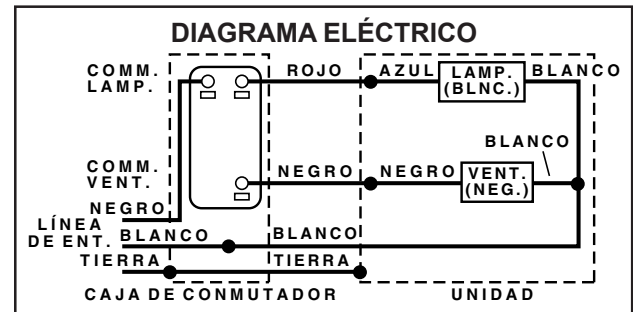 DIAGRAMA ELÉCTRICO
COMM.
LAMP.
ROJO
AZUL
LAMP.
(BLNC.)
BLANCO
BLANCO
COMM.
VENT.
NEGRO
NEGRO
VENT.
(NEG.)
NEGRO
LÍNEA
DE ENT.
BLANCO
BLANCO
TIERRA
TIERRA
CAJA DE CONMUTADOR
UNIDAD